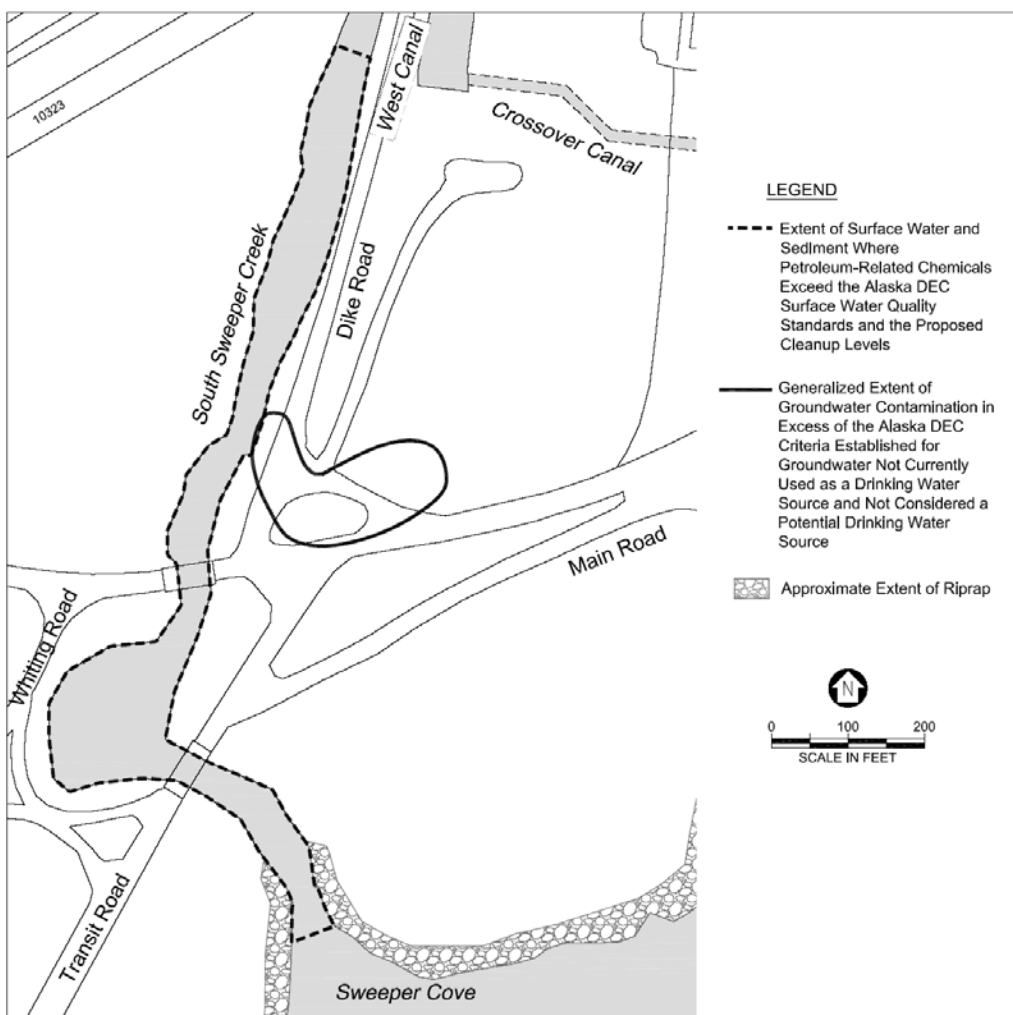 10323
West Canal
Crossover Canal
South Sweeper Creek
Dike Road
Main Road
Whiting Road
Transit Road
Sweeper Cove
LEGEND
Extent of Surface Water and
Sediment Where
Petroleum-Related Chemicals
Exceed the Alaska DEC
Surface Water Quality
Standards and the Proposed
Cleanup Levels
Generalized Extent of
Groundwater Contamination in
Excess of the Alaska DEC
Criteria Established for
Groundwater Not Currently
Used as a Drinking Water
Source and Not Considered a
Potential Drinking Water
Source
Approximate Extent of Riprap
N
0 100 200
SCALE IN FEET